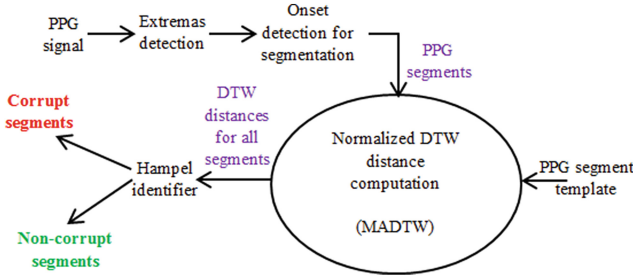 PPG
signal
Extremas
detection
Onset
detection for
segmentation
PPG
segments
DTW
distances
for all
segments
Corrupt
segments
Hampel
identifier
Non-corrupt
segments
Normalized DTW
distance
computation
(MADTW)
PPG segment
template